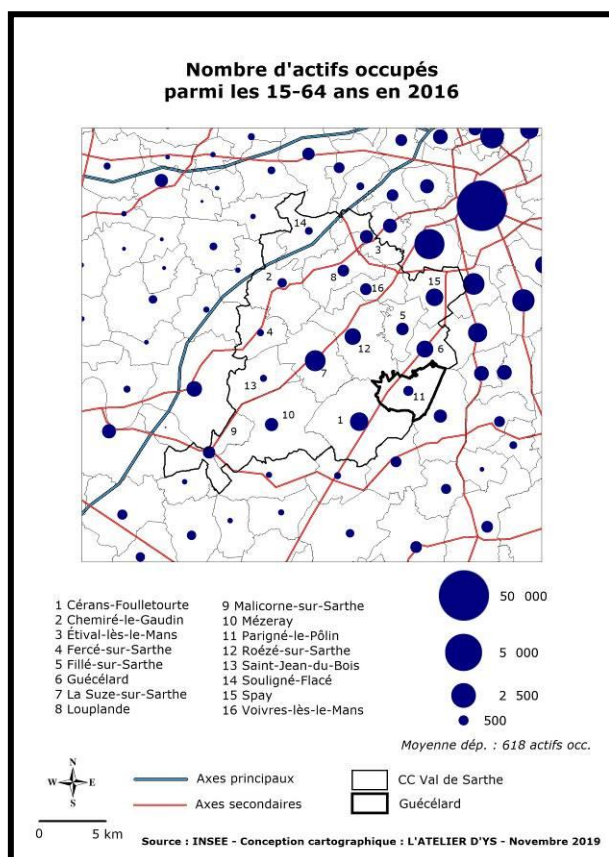 Nombre d'actifs occupés
parmi les 15-64 ans en 2016
14
3
2
8
16
15
4
5
12
6
7
13
11
10
1
9
1 Cérans-Foulletourte
2 Chemiré-le-Gaudin
3 Étival-lès-le-Mans
4 Fercé-sur-Sarthe
5 Fillé-sur-Sarthe
6 Guécélard
7 La Suze-sur-Sarthe
8 Louplande
9 Malicorne-sur-Sarthe
10 Mézeray
11 Parigné-le-Pôlin
12 Roézé-sur-Sarthe
13 Saint-Jean-du-Bois
14 Souligné-Flacé
15 Spay
16 Voivres-lès-le-Mans
50 000
5 000
2 500
500
Moyenne dép. : 618 actifs occ.
N
W E
S
Axes principaux
Axes secondaires
CC Val de Sarthe
Guécélard
0 5 km
Source : INSEE - Conception cartographique : L'ATELIER D'YS - Novembre 2019